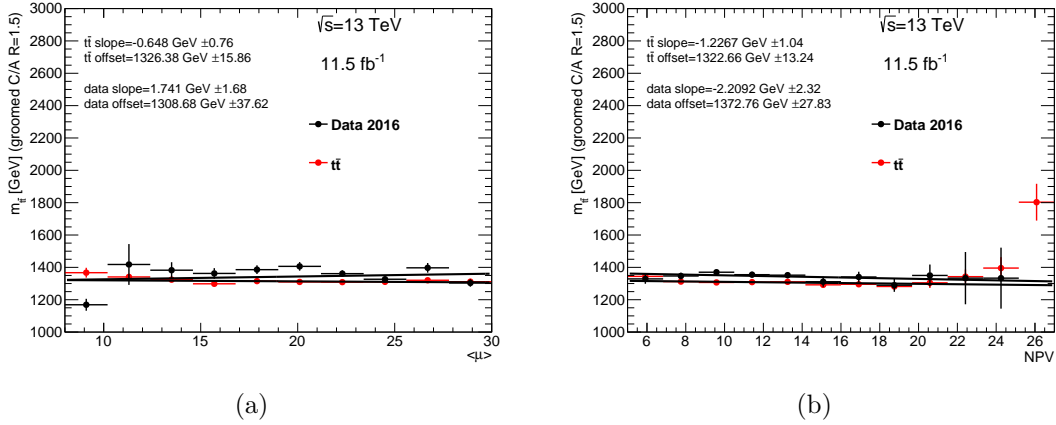 m_tt̄ [GeV] (groomed C/A R=1.5)
3000
2800
2600
2400
2200
2000
1800
1600
1400
1200
1000
√s=13 TeV
tt̄ slope=-0.648 GeV ±0.76
tt̄ offset=1326.38 GeV ±15.86
11.5 fb⁻¹
data slope=1.741 GeV ±1.68
data offset=1308.68 GeV ±37.62
Data 2016
tt̄
10 15 20 25 30
<μ>
(a)
m_tt̄ [GeV] (groomed C/A R=1.5)
3000
2800
2600
2400
2200
2000
1800
1600
1400
1200
1000
√s=13 TeV
tt̄ slope=-1.2267 GeV ±1.04
tt̄ offset=1322.66 GeV ±13.24
11.5 fb⁻¹
data slope=-2.2092 GeV ±2.32
data offset=1372.76 GeV ±27.83
Data 2016
tt̄
6 8 10 12 14 16 18 20 22 24 26
NPV
(b)